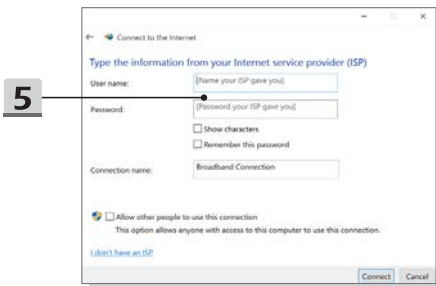 Connect to the Internet
Type the information from your Internet service provider (ISP)
User name:
[Name your ISP gave you]
5
Password:
[Password your ISP gave you]
Show characters
Remember this password
Connection name:
Broadband Connection
Allow other people to use this connection
This option allows anyone with access to this computer to use this connection.
I don't have an ISP
Connect
Cancel